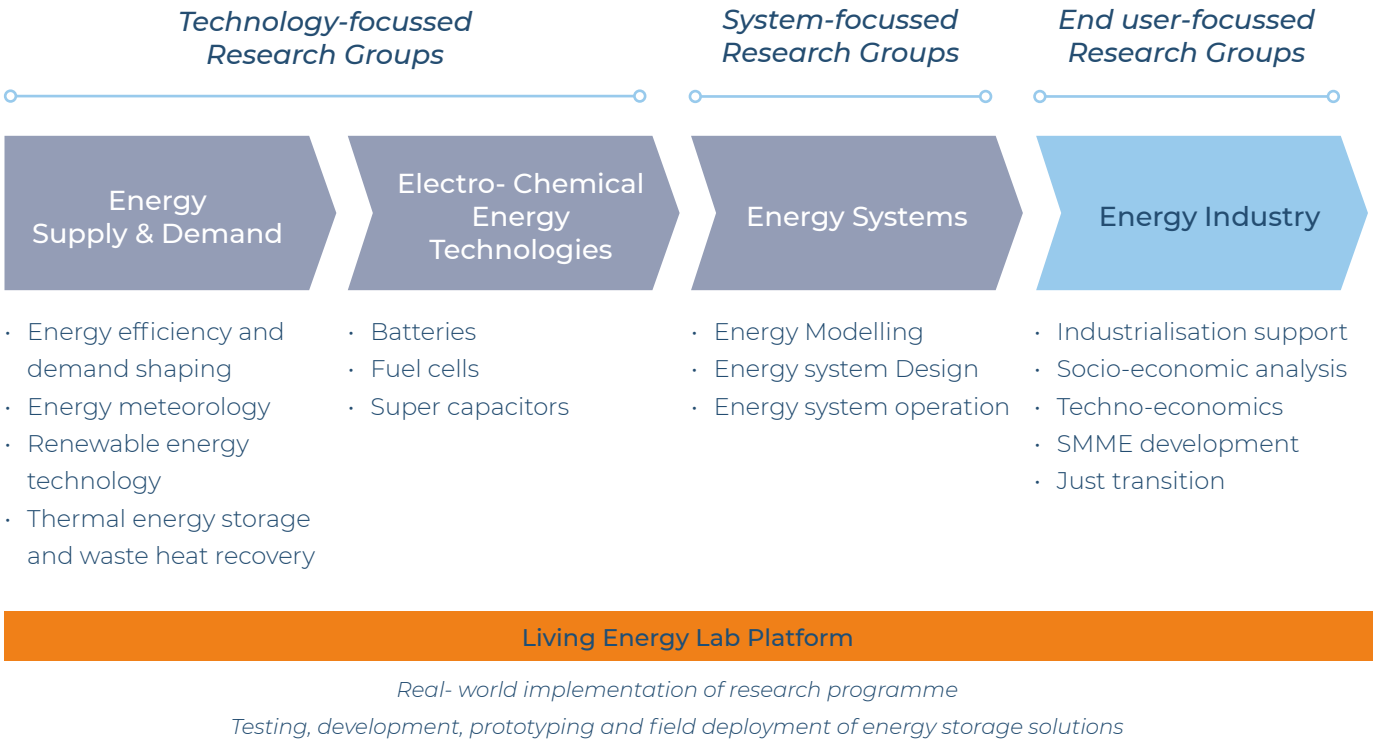 Technology-focussed
Research Groups
System-focussed
Research Groups
End user-focussed
Research Groups
Energy
Supply & Demand
Electro- Chemical
Energy
Technologies
Energy Systems
Energy Industry
• Energy efficiency and
demand shaping
• Energy meteorology
• Renewable energy
technology
• Thermal energy storage
and waste heat recovery
• Batteries
• Fuel cells
• Super capacitors
• Energy Modelling
• Energy system Design
• Energy system operation
• Industrialisation support
• Socio-economic analysis
• Techno-economics
• SMME development
• Just transition
Living Energy Lab Platform
Real- world implementation of research programme
Testing, development, prototyping and field deployment of energy storage solutions